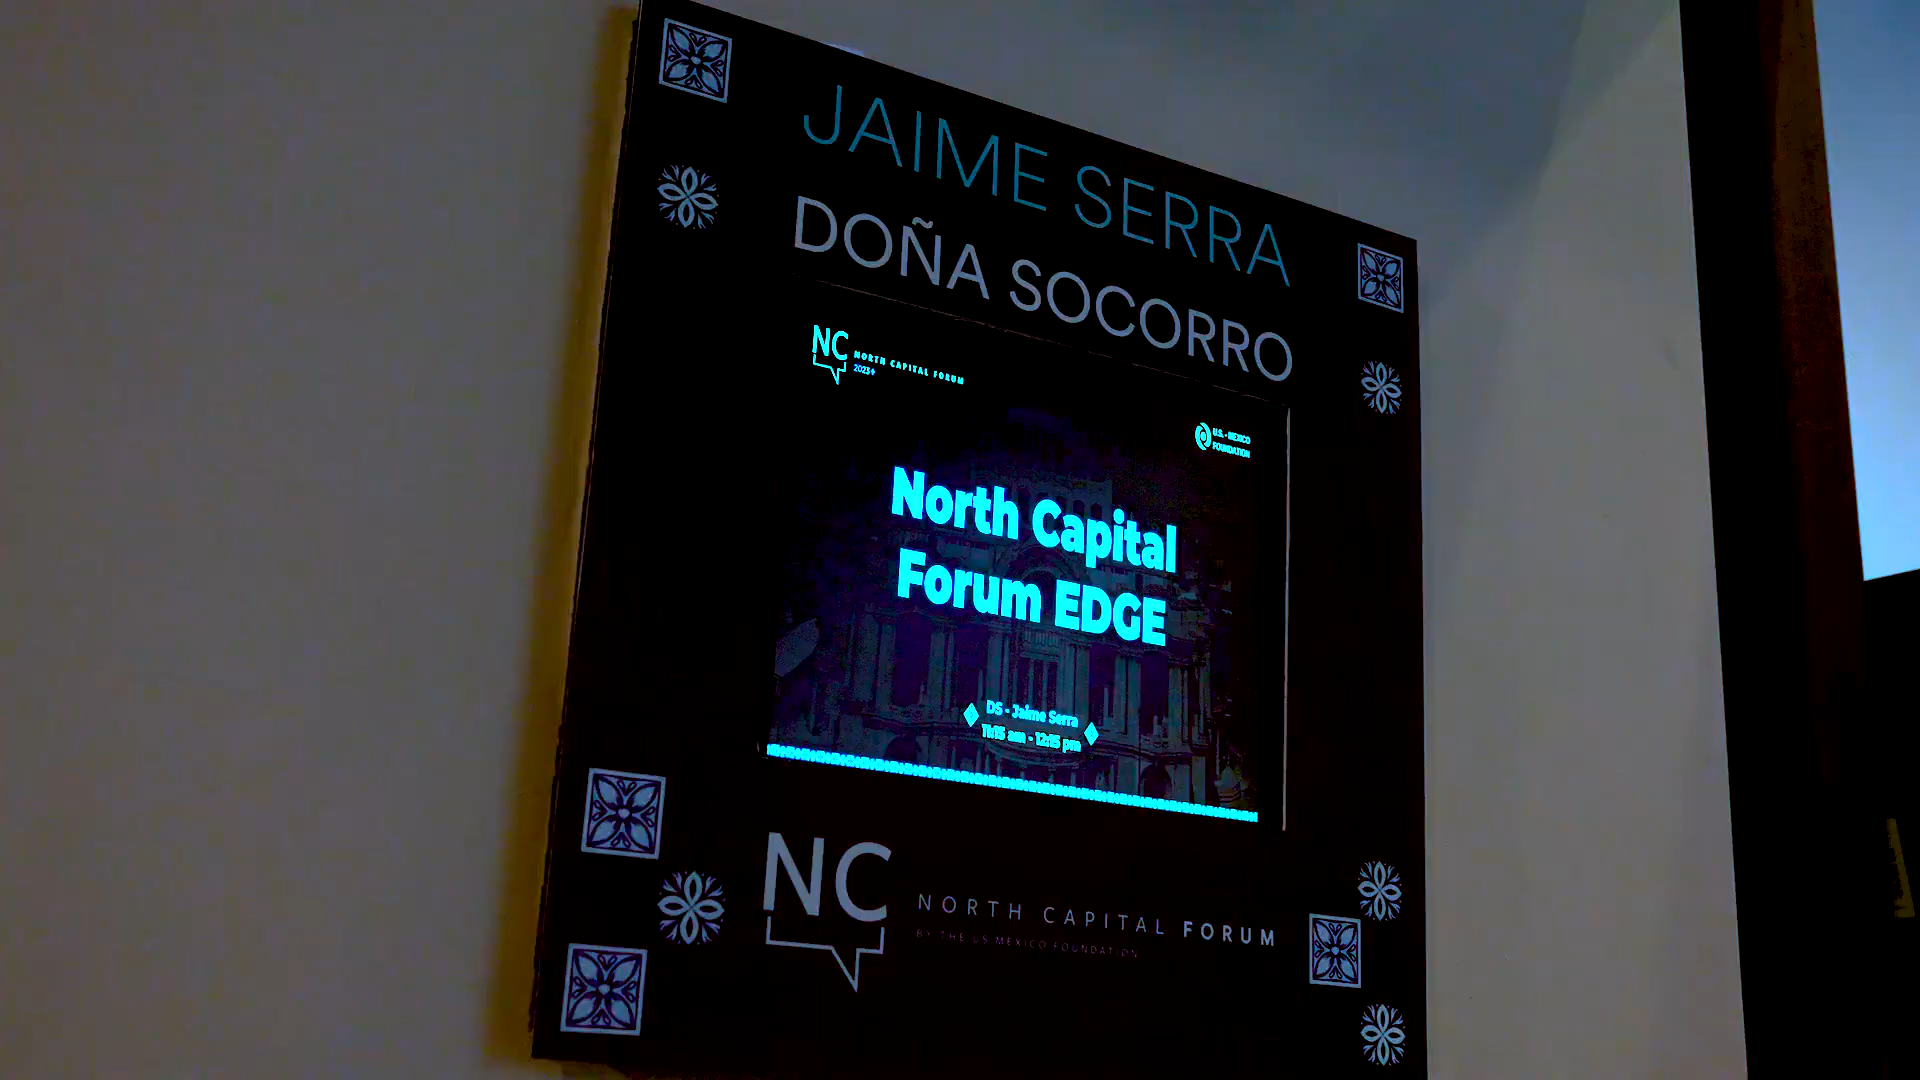 JAIME SERRA
DOÑA SOCORRO
NC
NORTH CAPITAL FORUM
U.S. - MEXICO
FOUNDATION
North Capital
Forum EDGE
DS - Jaime Serra
11:15 am - 12:15 pm
NC
NORTH CAPITAL FORUM
BY THE US MEXICO FOUNDATION